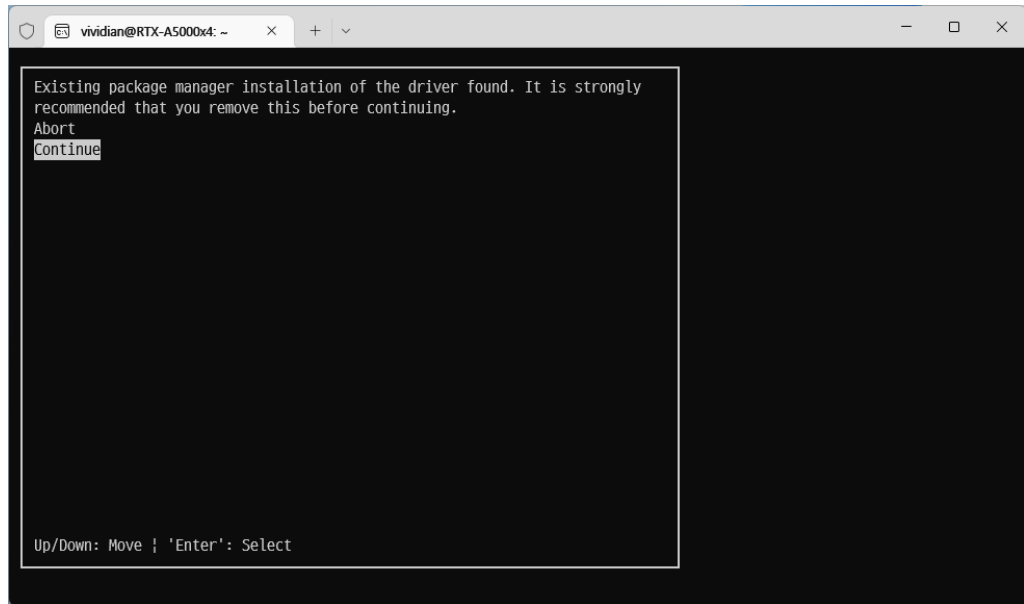 vividian@RTX-A5000x4: ~
Existing package manager installation of the driver found. It is strongly
recommended that you remove this before continuing.
Abort
Continue
Up/Down: Move ¦ 'Enter': Select